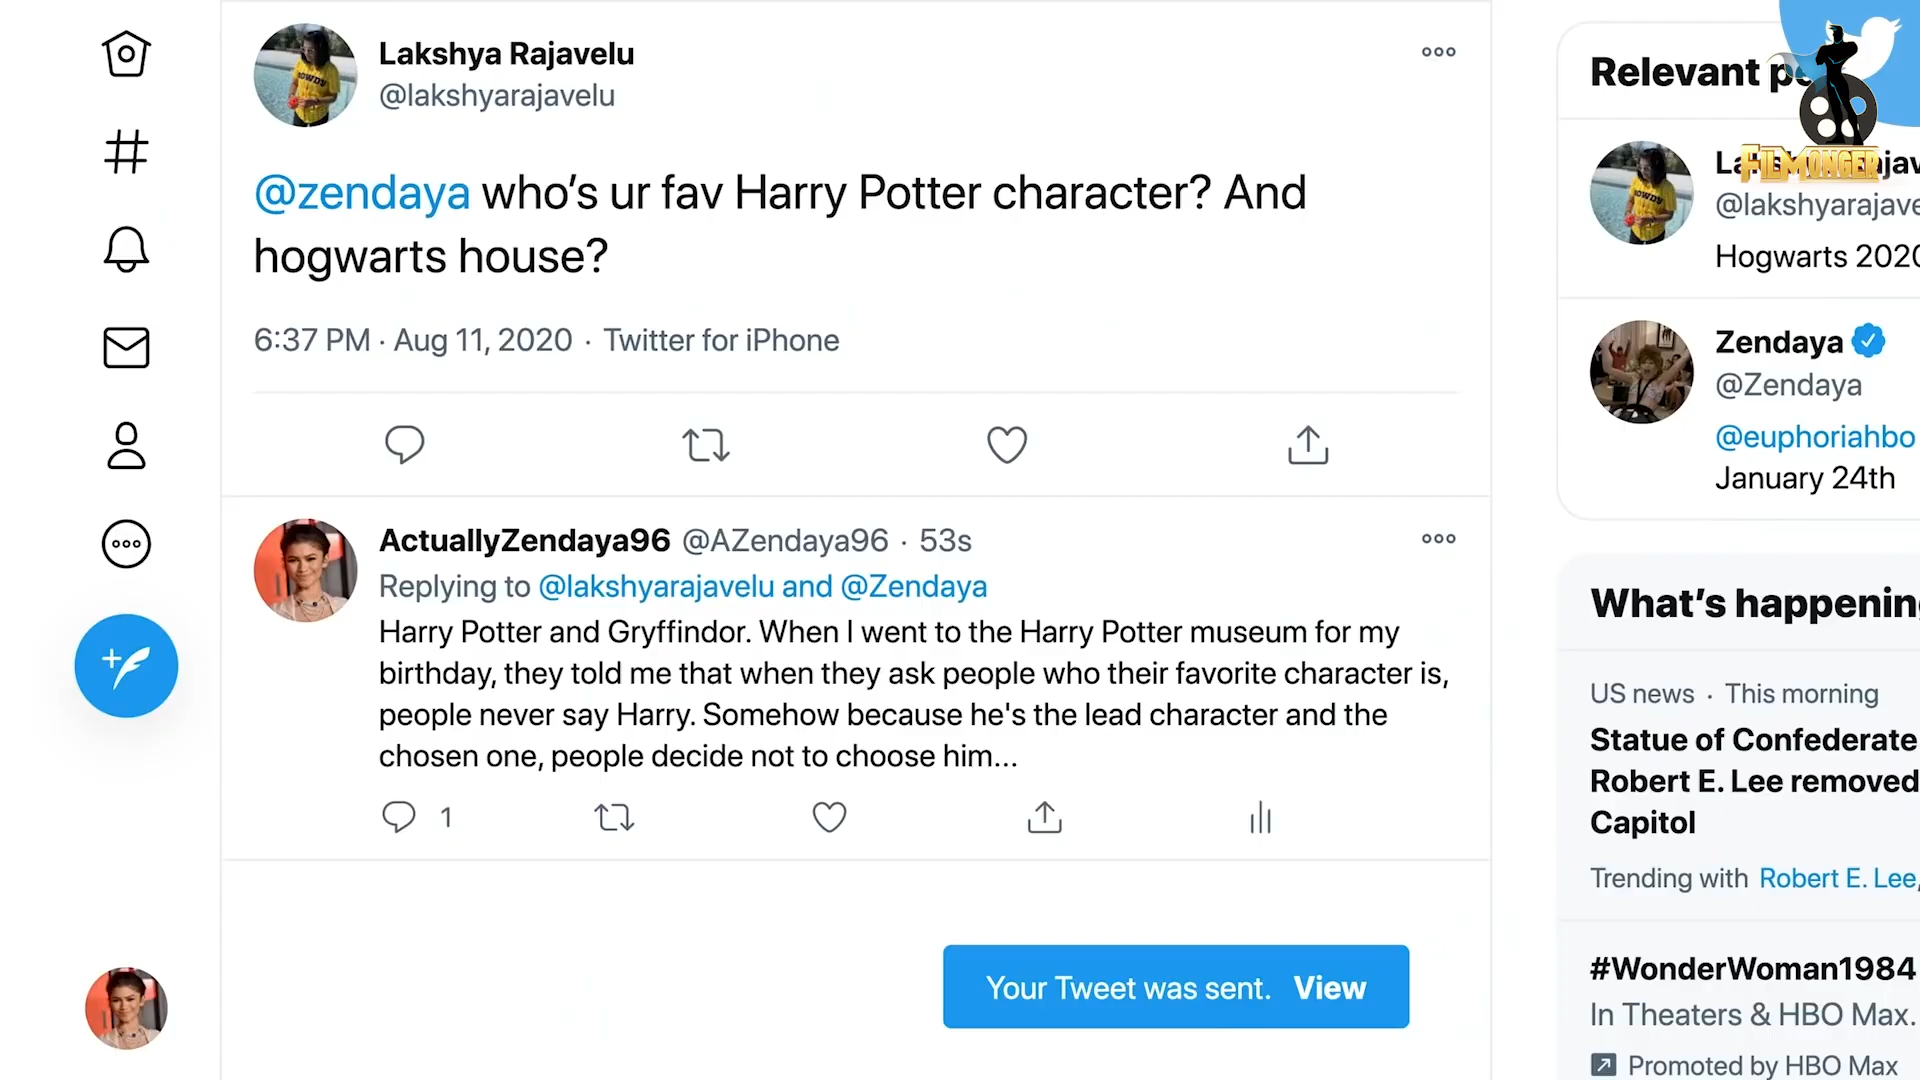 Lakshya Rajavelu
@lakshyarajavelu
@zendaya who's ur fav Harry Potter character? And
hogwarts house?
6:37 PM · Aug 11, 2020 · Twitter for iPhone
ActuallyZendaya96 @AZendaya96 · 53s
Replying to @lakshyarajavelu and @Zendaya
Harry Potter and Gryffindor. When I went to the Harry Potter museum for my
birthday, they told me that when they ask people who their favorite character is,
people never say Harry. Somehow because he's the lead character and the
chosen one, people decide not to choose him...
1
Your Tweet was sent. View
Relevant
FILMONGER
@lakshyarajave
Hogwarts 2020
Zendaya
@Zendaya
@euphoriahbo
January 24th
What's happening
US news · This morning
Statue of Confederate
Robert E. Lee removed
Capitol
Trending with Robert E. Lee,
#WonderWoman1984
In Theaters & HBO Max.
Promoted by HBO Max